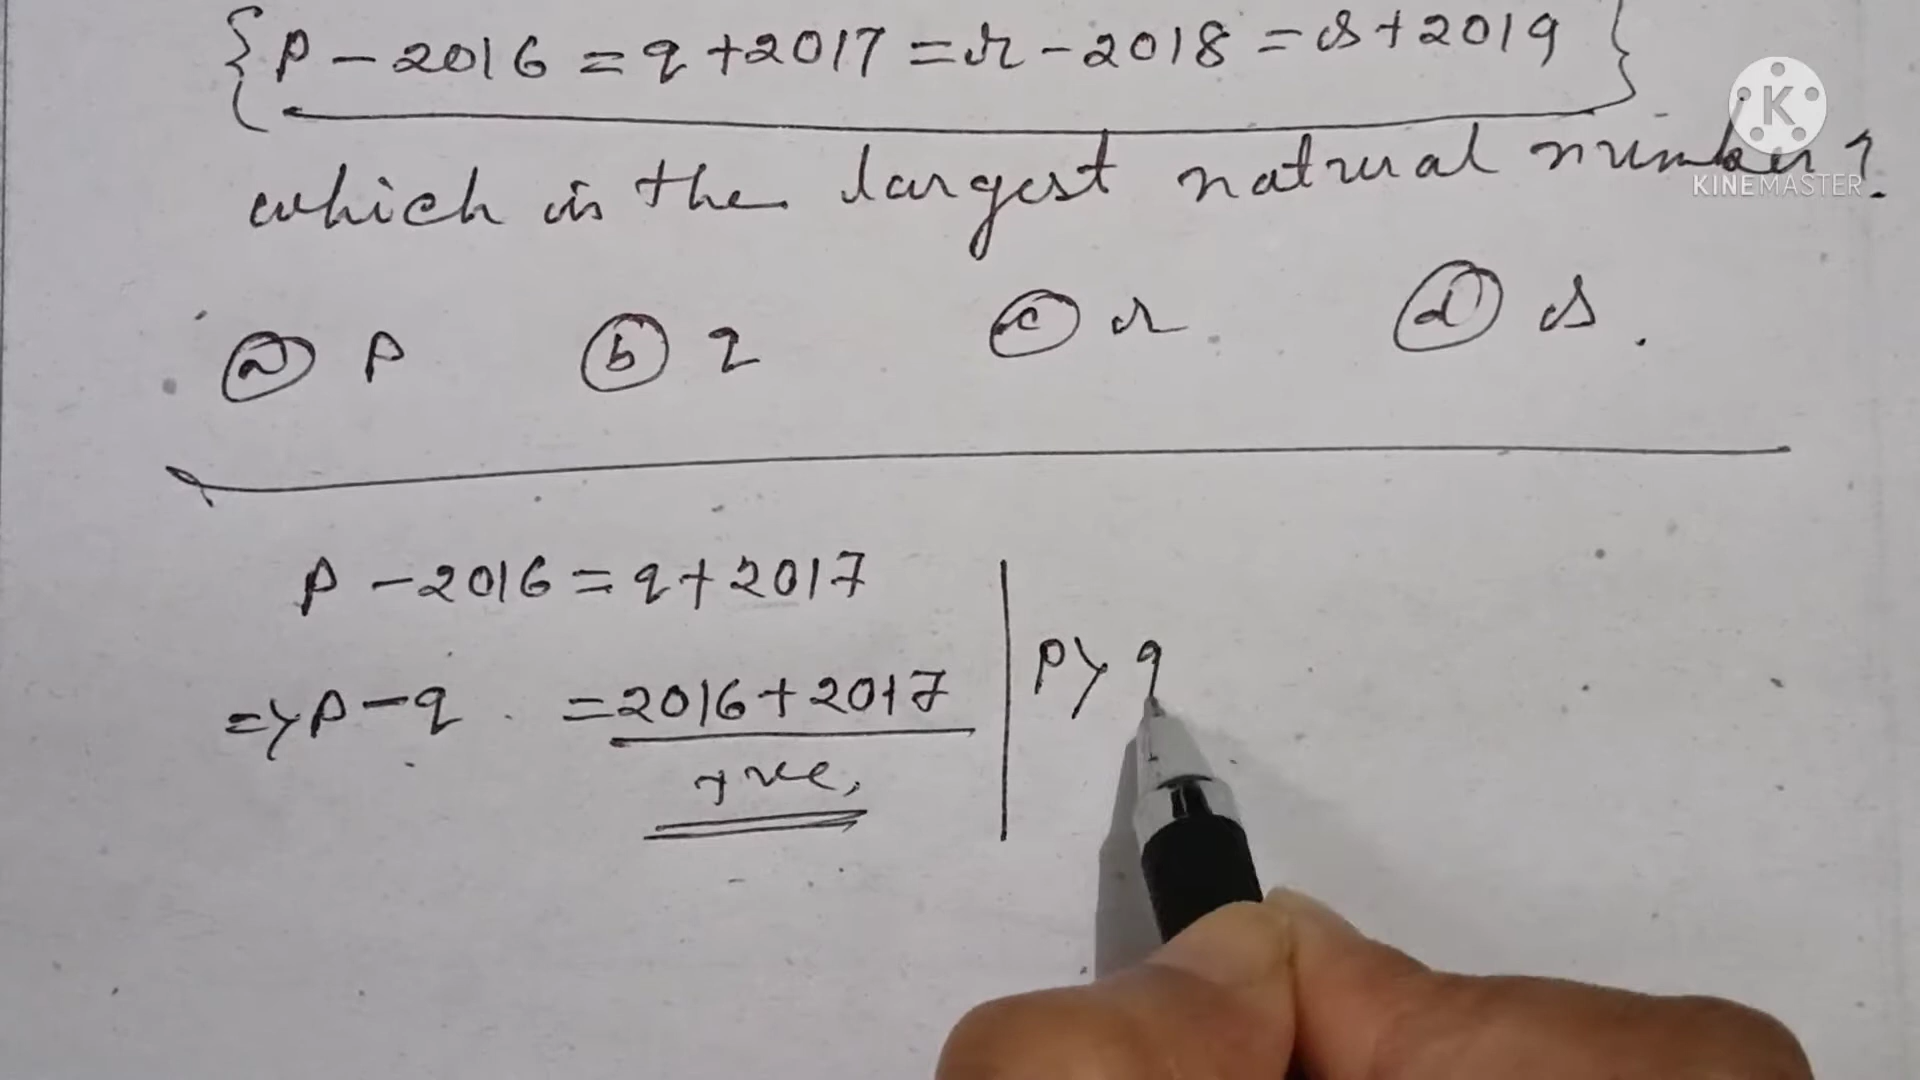 {p - 2016 = q + 2017 = r - 2018 = s + 2019}
which is the largest natural number?
K
KINEMASTER
(a) p (b) q (c) r (d) s.
p - 2016 = q + 2017
=> p - q = 2016 + 2017
+ve,
p > q